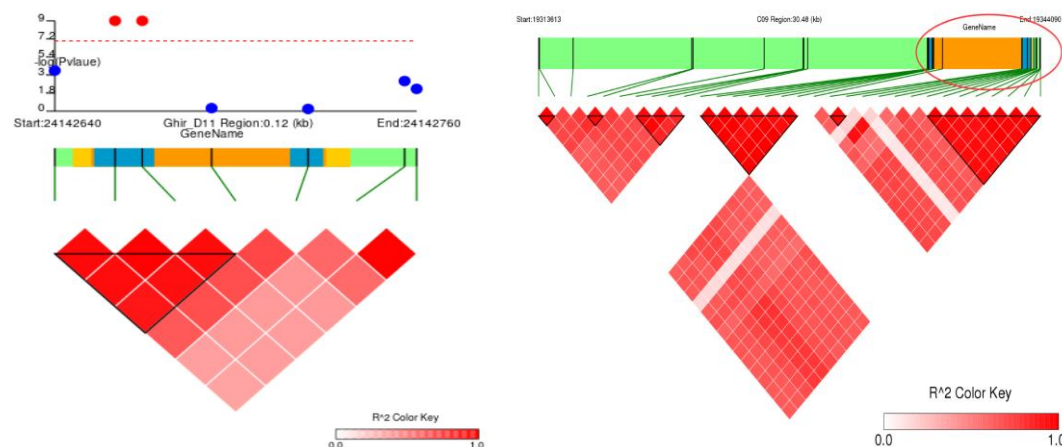 9
7.2
5.4
-log(Pvlaue)
3.
1.8
0
Start:24142640 Ghir_D11 Region:0.12 (kb) End:24142760
GeneName
R^2 Color Key
0.0 1.0
Start:19313613 C09 Region:30.48 (kb) End:19344090
GeneName
R^2 Color Key
0.0 1.0